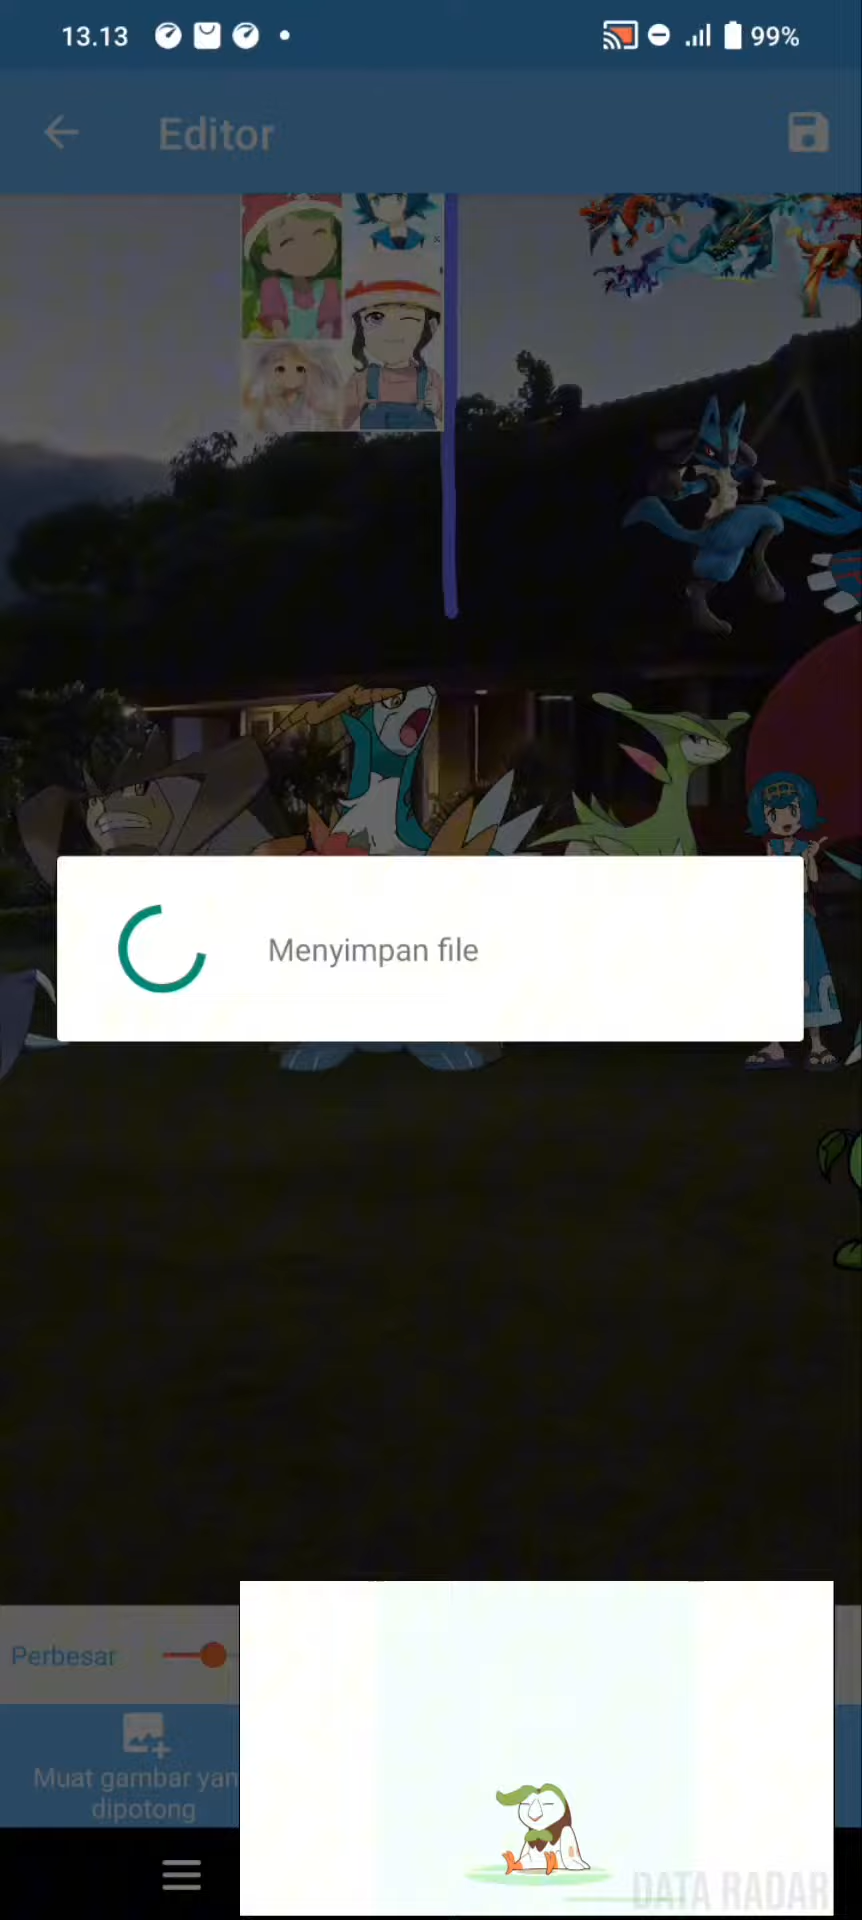 13.13
99%
Editor
Menyimpan file
Perbesar
Muat gambar yan
dipotong
DATA RADAR